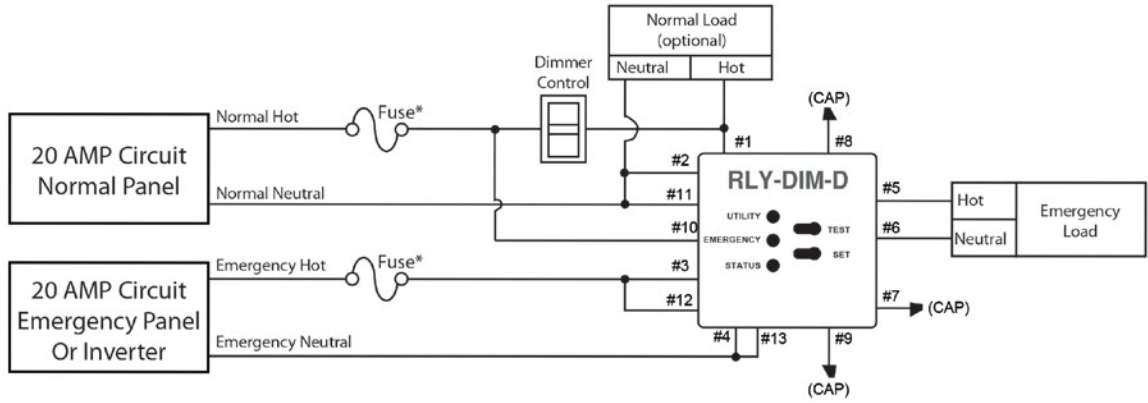 Normal Load
(optional)
Neutral
Hot
Dimmer
Control
(CAP)
Normal Hot
Fuse*
20 AMP Circuit
Normal Panel
Normal Neutral
#1
#8
#2
#11
#10
RLY-DIM-D
UTILITY
EMERGENCY
STATUS
TEST
SET
#5
#6
Hot
Neutral
Emergency
Load
20 AMP Circuit
Emergency Panel
Or Inverter
Emergency Hot
Fuse*
Emergency Neutral
#3
#12
#4
#13
#9
#7
(CAP)
(CAP)